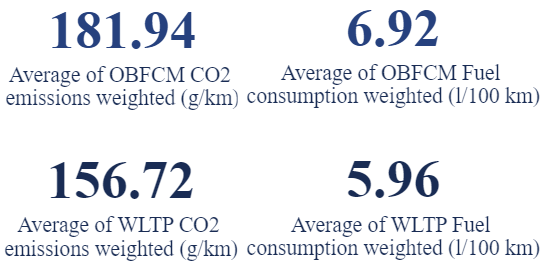 181.94
Average of OBFCM CO2
emissions weighted (g/km)
6.92
Average of OBFCM Fuel
consumption weighted (l/100 km)
156.72
Average of WLTP CO2
emissions weighted (g/km)
5.96
Average of WLTP Fuel
consumption weighted (l/100 km)